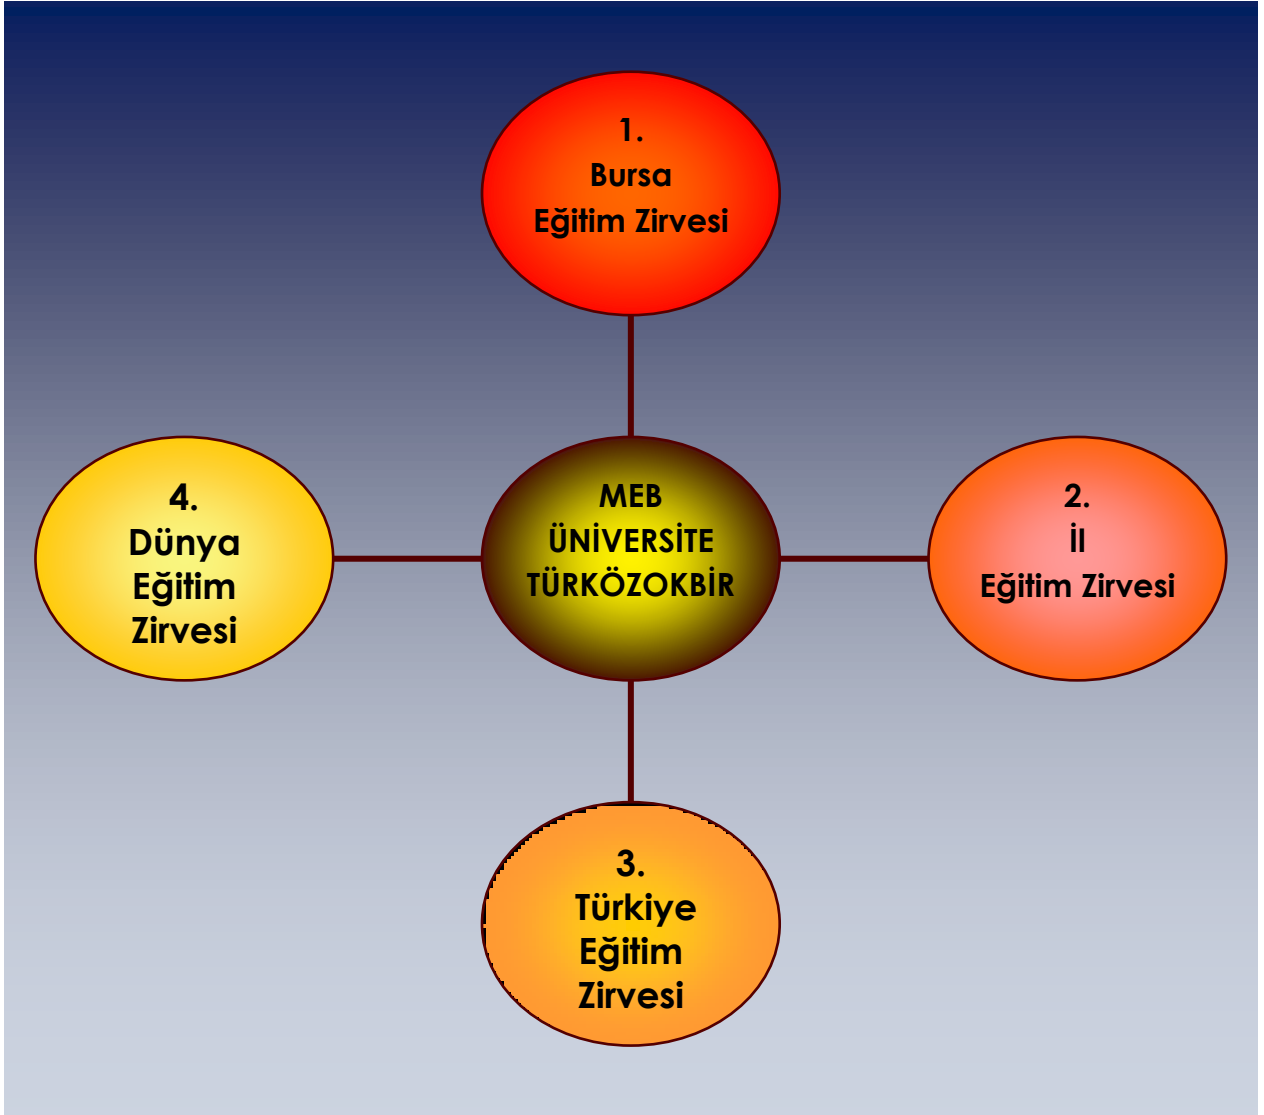 1.
Bursa
Eğitim Zirvesi
MEB
ÜNİVERSİTE
TÜRKÖZOKBİR
2.
İl
Eğitim Zirvesi
3.
Türkiye
Eğitim
Zirvesi
4.
Dünya
Eğitim
Zirvesi